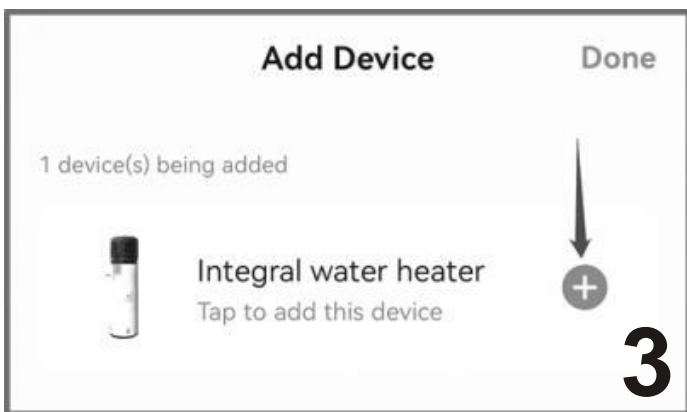 Add Device
Done
1 device(s) being added
Integral water heater
Tap to add this device
+
3